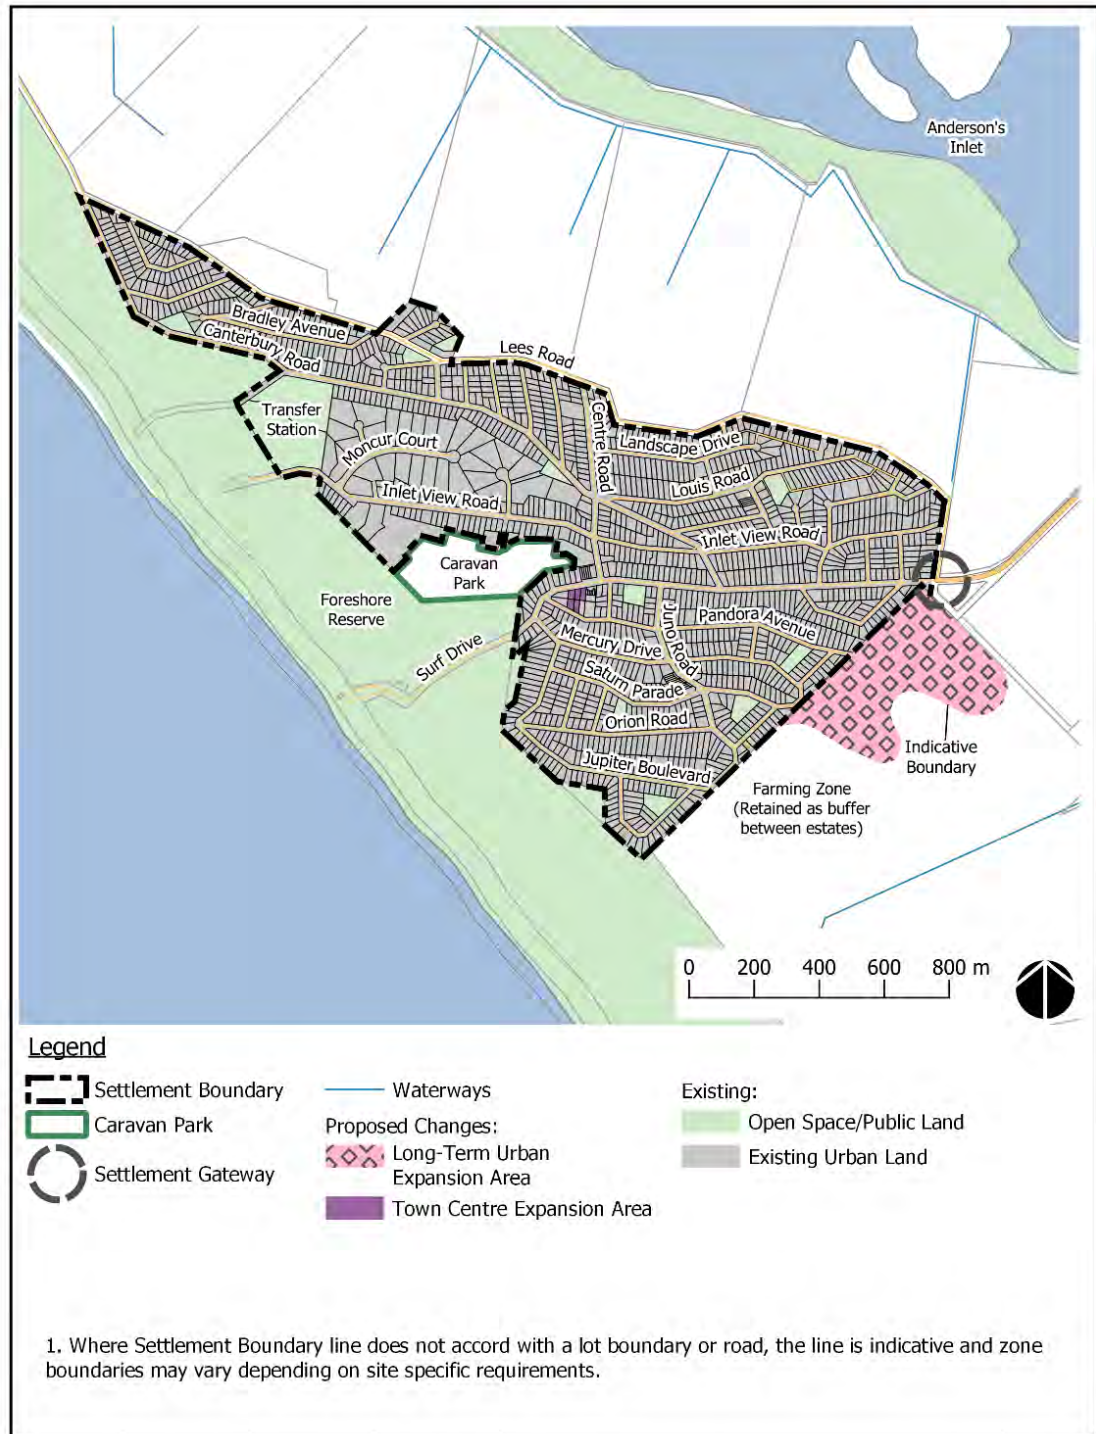 Anderson's
Inlet
Bradley Avenue
Canterbury Road
Lees Road
Transfer
Station
Moncur Court
Centre Road
Landscape Drive
Louis Road
Inlet View Road
Inlet View Road
Caravan
Park
Foreshore
Reserve
Surf Drive
Juno Road
Pandora Avenue
Mercury Drive
Saturn Parade
Orion Road
Jupiter Boulevard
Indicative
Boundary
Farming Zone
(Retained as buffer
between estates)
0 200 400 600 800 m
Legend
Settlement Boundary
Caravan Park
Settlement Gateway
Waterways
Proposed Changes:
Long-Term Urban
Expansion Area
Town Centre Expansion Area
Existing:
Open Space/Public Land
Existing Urban Land
1. Where Settlement Boundary line does not accord with a lot boundary or road, the line is indicative and zone
boundaries may vary depending on site specific requirements.